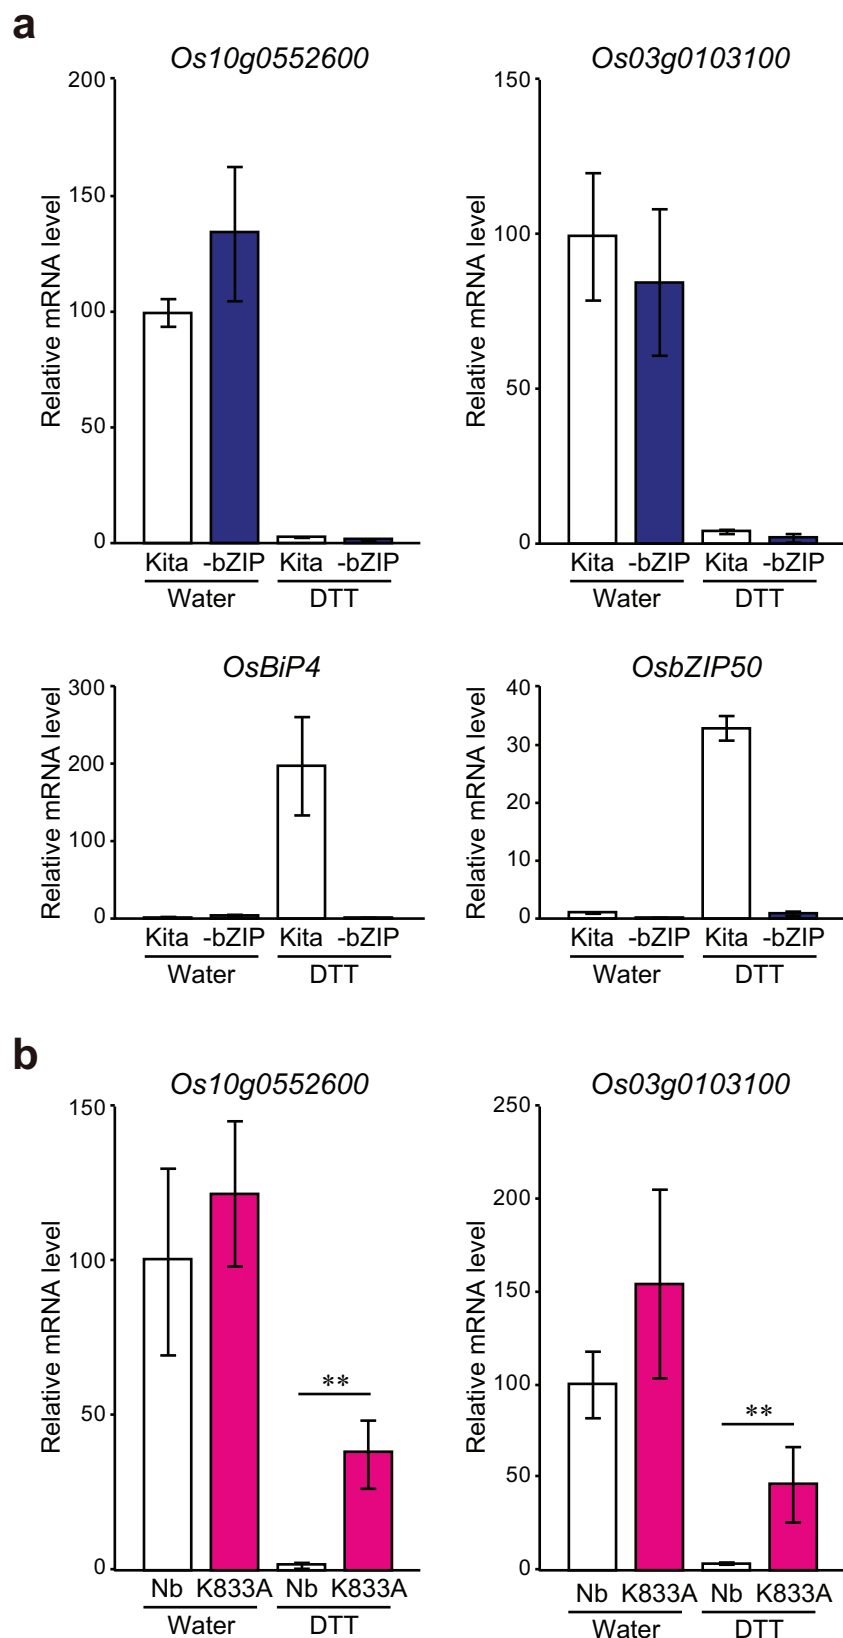 a
Os10g0552600
Relative mRNA level
200
150
100
50
0
Kita -bZIP Kita -bZIP
Water DTT
Os03g0103100
Relative mRNA level
150
100
50
0
Kita -bZIP Kita -bZIP
Water DTT
OsBiP4
Relative mRNA level
300
200
100
0
Kita -bZIP Kita -bZIP
Water DTT
OsbZIP50
Relative mRNA level
40
30
20
10
0
Kita -bZIP Kita -bZIP
Water DTT
b
Os10g0552600
Relative mRNA level
150
100
50
0
**
Nb K833A Nb K833A
Water DTT
Os03g0103100
Relative mRNA level
250
200
150
100
50
0
**
Nb K833A Nb K833A
Water DTT